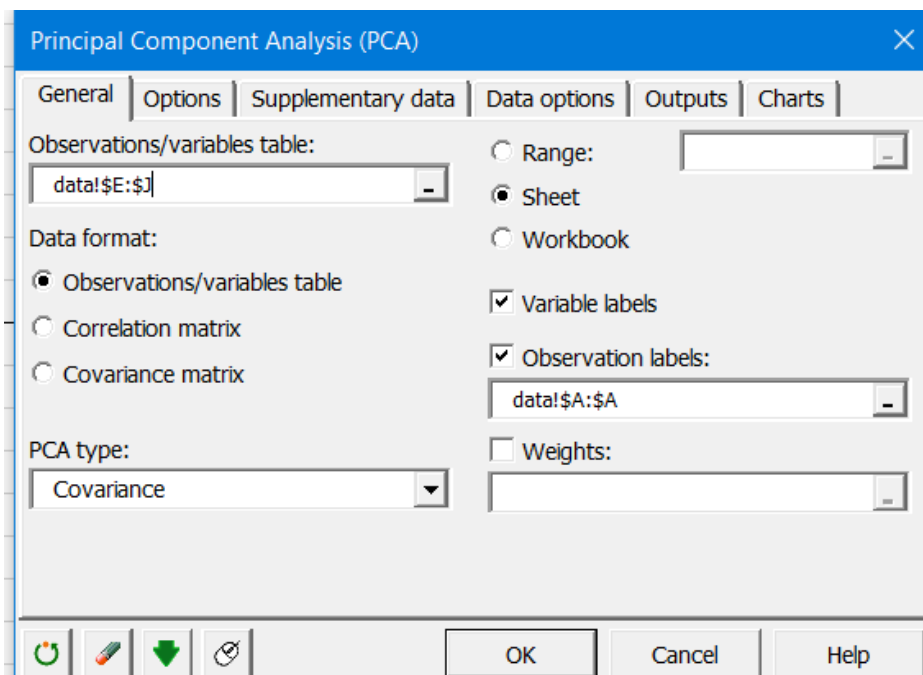 Principal Component Analysis (PCA)
General Options Supplementary data Data options Outputs Charts
Observations/variables table:
data!$E:$J
Data format:
Observations/variables table
Correlation matrix
Covariance matrix
PCA type:
Covariance
Range:
Sheet
Workbook
Variable labels
Observation labels:
data!$A:$A
Weights:
OK Cancel Help